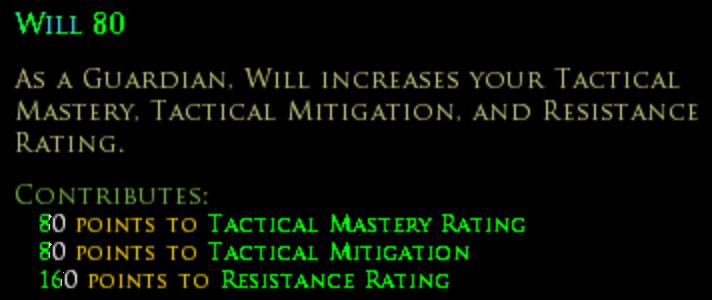 Will 80
As a Guardian, Will increases your Tactical
Mastery, Tactical Mitigation, and Resistance
Rating.
Contributes:
80 points to Tactical Mastery Rating
80 points to Tactical Mitigation
160 points to Resistance Rating